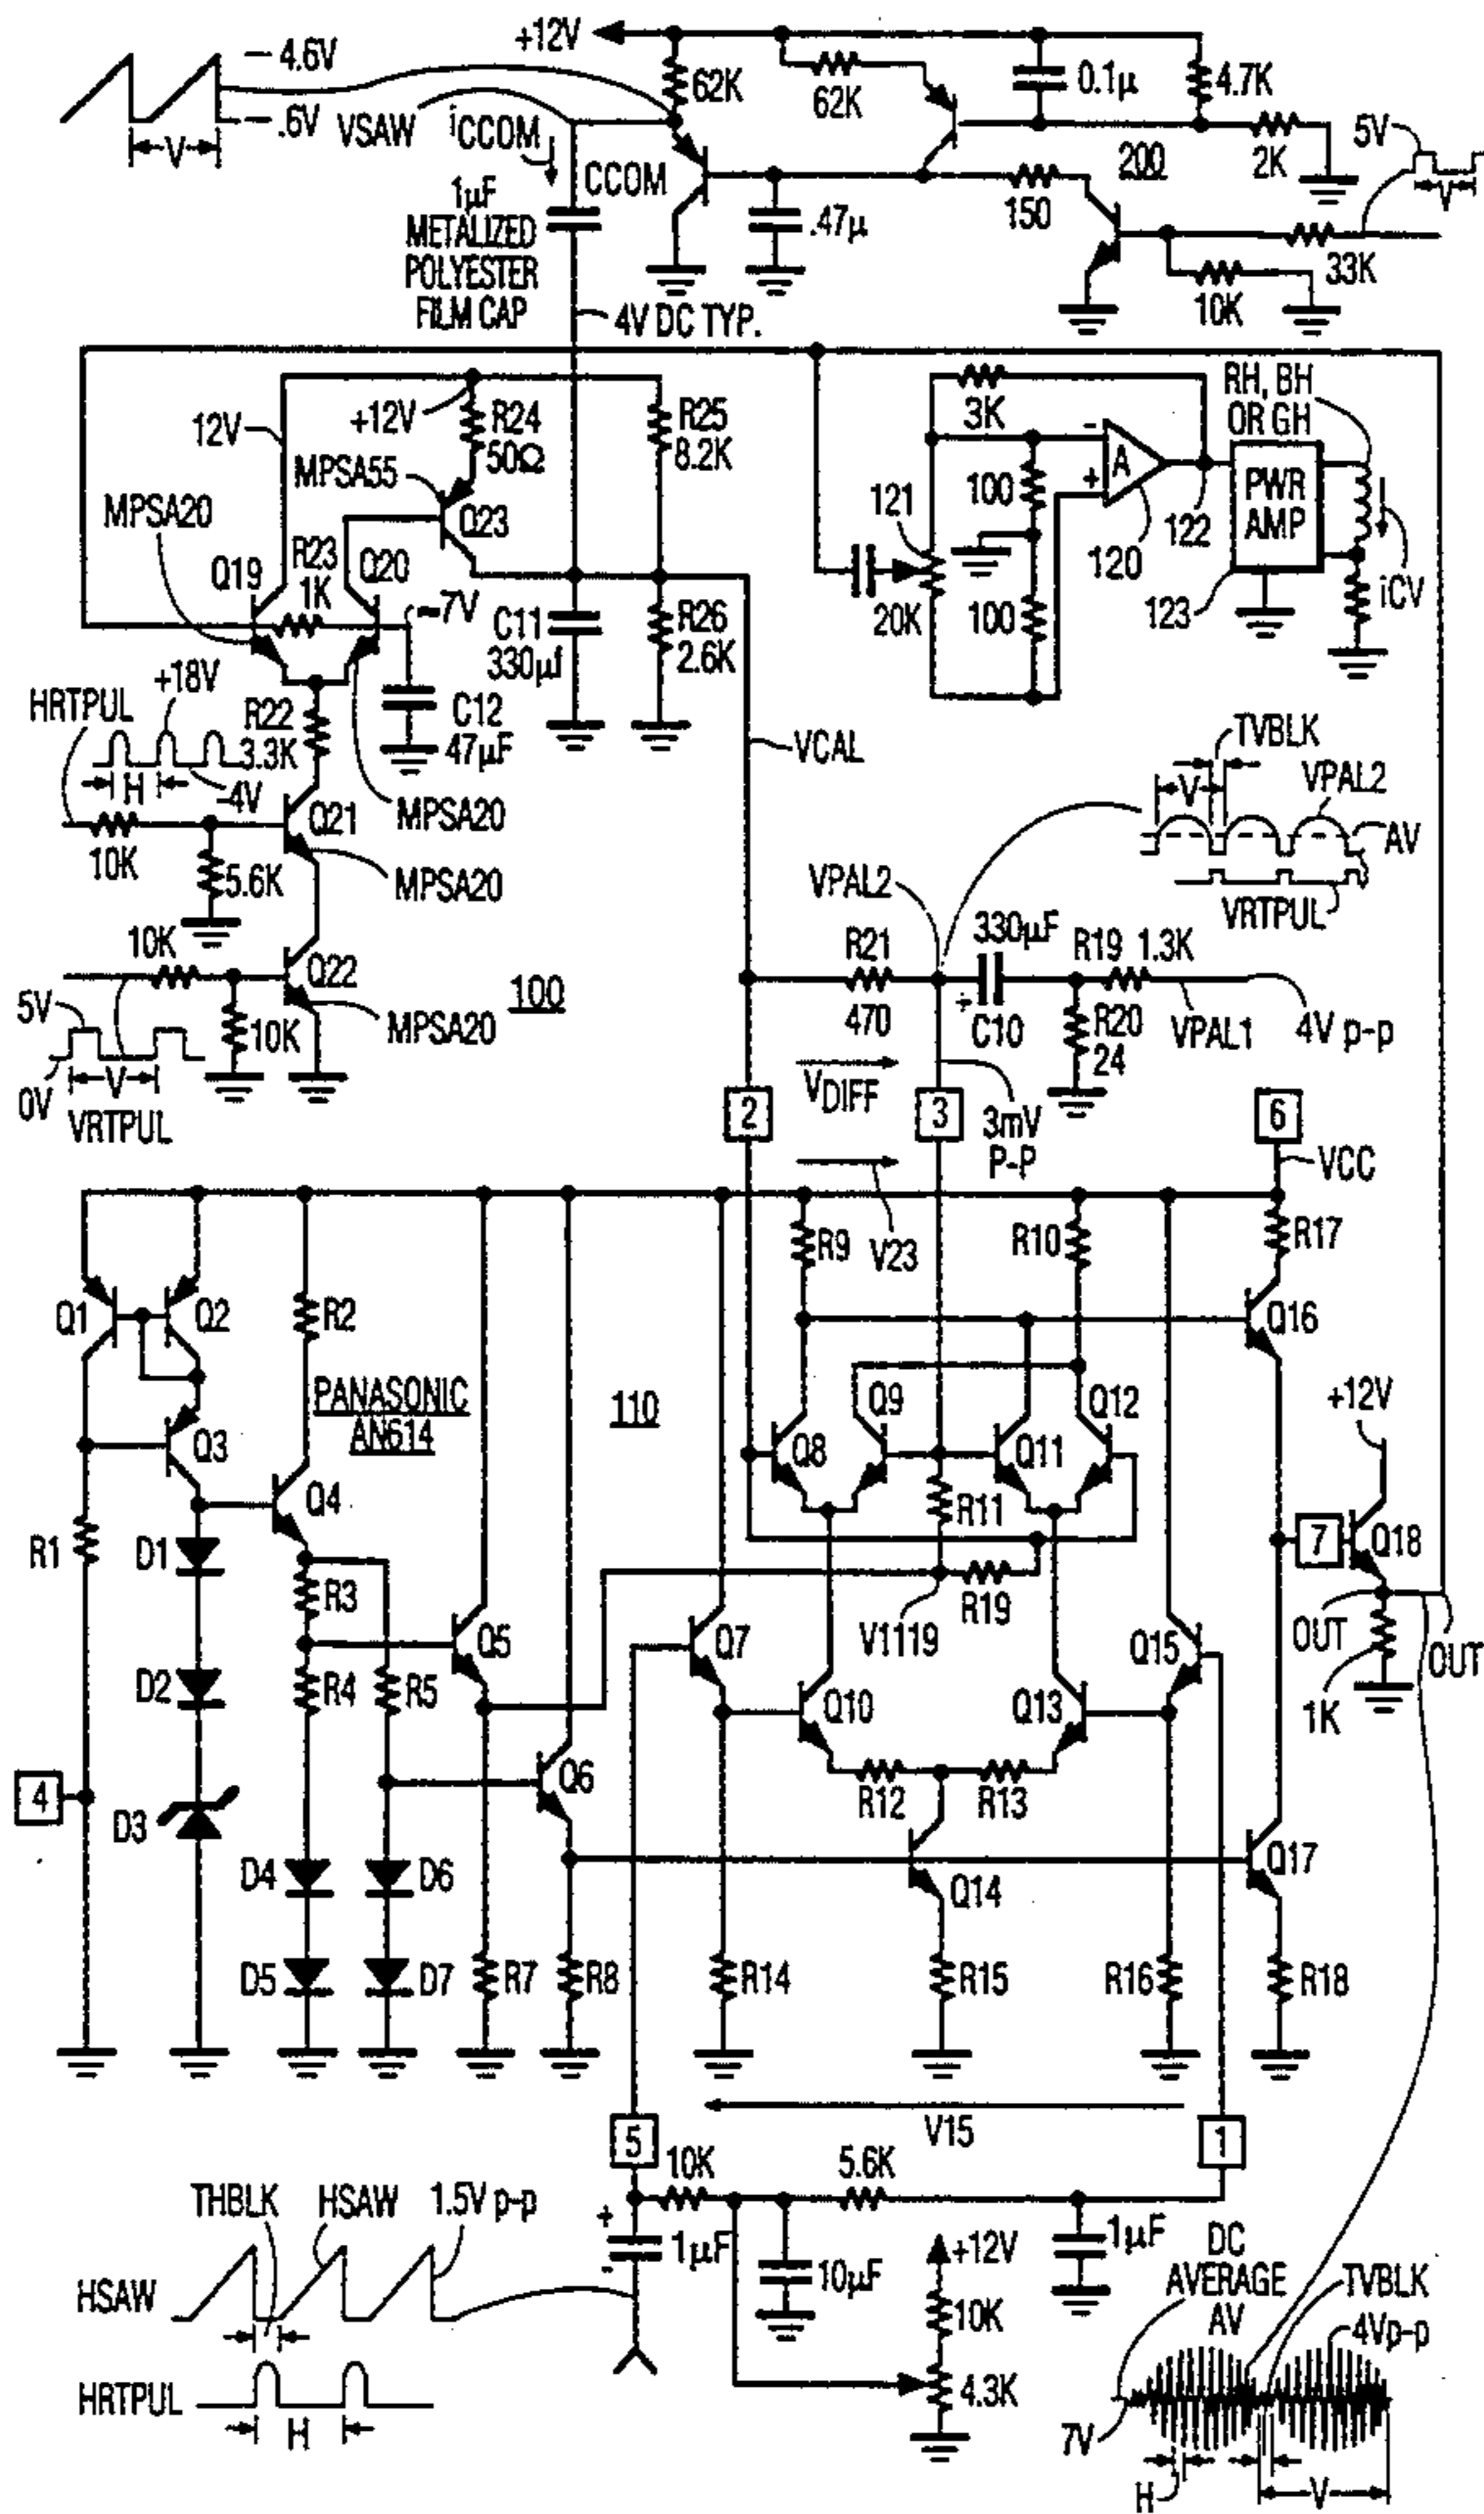 +12V
4.6V
.6V
V
VSAW
iCCOM
CCOM
1µF
METALIZED
POLYESTER
FILM CAP
62K
62K
0.1µ
4.7K
2K
200
5V
V
150
.47µ
33K
10K
4V DC TYP.
12V
+12V
R24
50Ω
R25
8.2K
MPSA55
Q23
MPSA20
Q19
R23
1K
Q20
~7V
C11
330µf
R26
2.6K
C12
47µF
3K
RH, BH
OR GH
A
-
+
PWR
AMP
121
100
122
120
123
iCV
20K
100
HRTPUL
+18V
R22
3.3K
H
-4V
Q21
MPSA20
10K
5.6K
MPSA20
VCAL
TVBLK
V
VPAL2
AV
VRTPUL
VPAL2
10K
Q22
100
5V
10K
MPSA20
0V
V
VRTPUL
R21
470
330µF
+
C10
R19 1.3K
R20
24
VPAL1
4V p-p
VDIFF
2
3
3mV
P-P
6
VCC
V23
R9
R10
R17
Q1
Q2
R2
Q16
PANASONIC
AN614
110
+12V
Q3
Q8
Q9
Q11
Q12
Q4
R11
R1
D1
7
Q18
R3
R19
V1119
OUT
OUT
Q5
Q7
Q15
D2
R4
R5
Q10
Q13
1K
4
D3
Q6
R12
R13
D4
D6
Q14
Q17
D5
D7
R7
R8
R14
R15
R16
R18
V15
5
1
10K
5.6K
THBLK
HSAW
1.5V p-p
+
-
1µF
10µF
+12V
1µF
DC
AVERAGE
AV
TVBLK
4Vp-p
HSAW
10K
4.3K
HRTPUL
H
7V
H
V